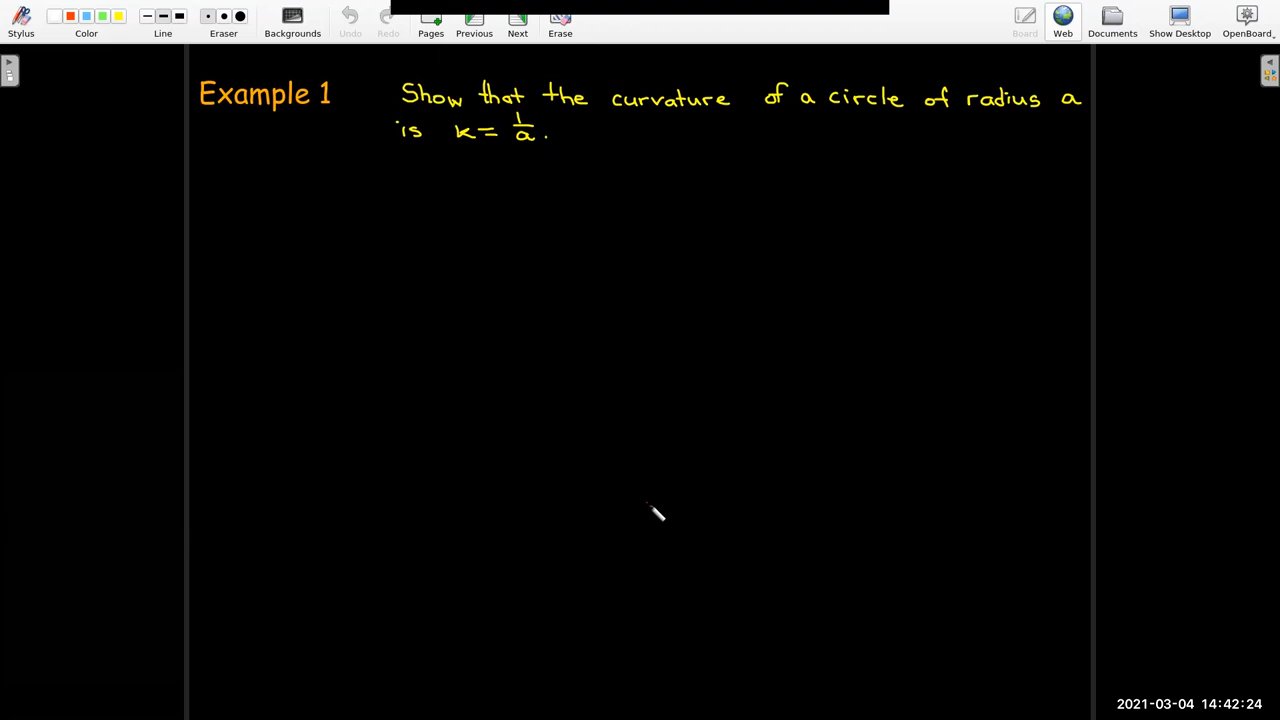 Stylus Color Line Eraser Backgrounds Undo Redo Pages Previous Next Erase Board Web Documents Show Desktop OpenBoard
Example 1 Show that the curvature of a circle of radius a
is k = 1/a.
2021-03-04 14:42:24